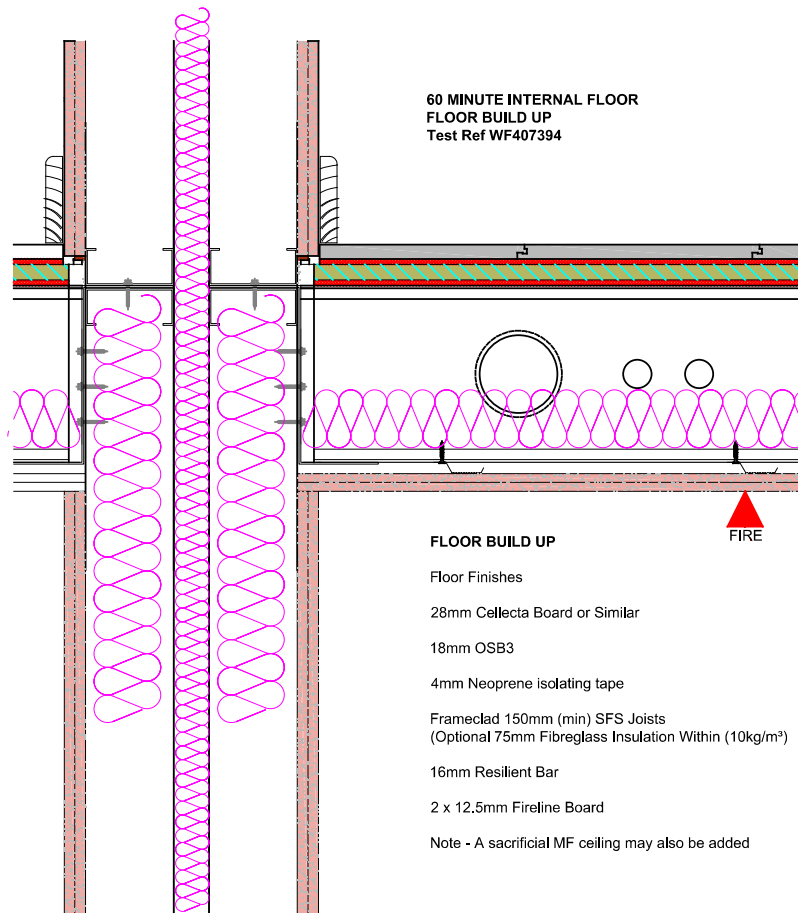 60 MINUTE INTERNAL FLOOR
FLOOR BUILD UP
Test Ref WF407394
FIRE
FLOOR BUILD UP
Floor Finishes
28mm Cellecta Board or Similar
18mm OSB3
4mm Neoprene isolating tape
Frameclad 150mm (min) SFS Joists
(Optional 75mm Fibreglass Insulation Within (10kg/m³)
16mm Resilient Bar
2 x 12.5mm Fireline Board
Note - A sacrificial MF ceiling may also be added